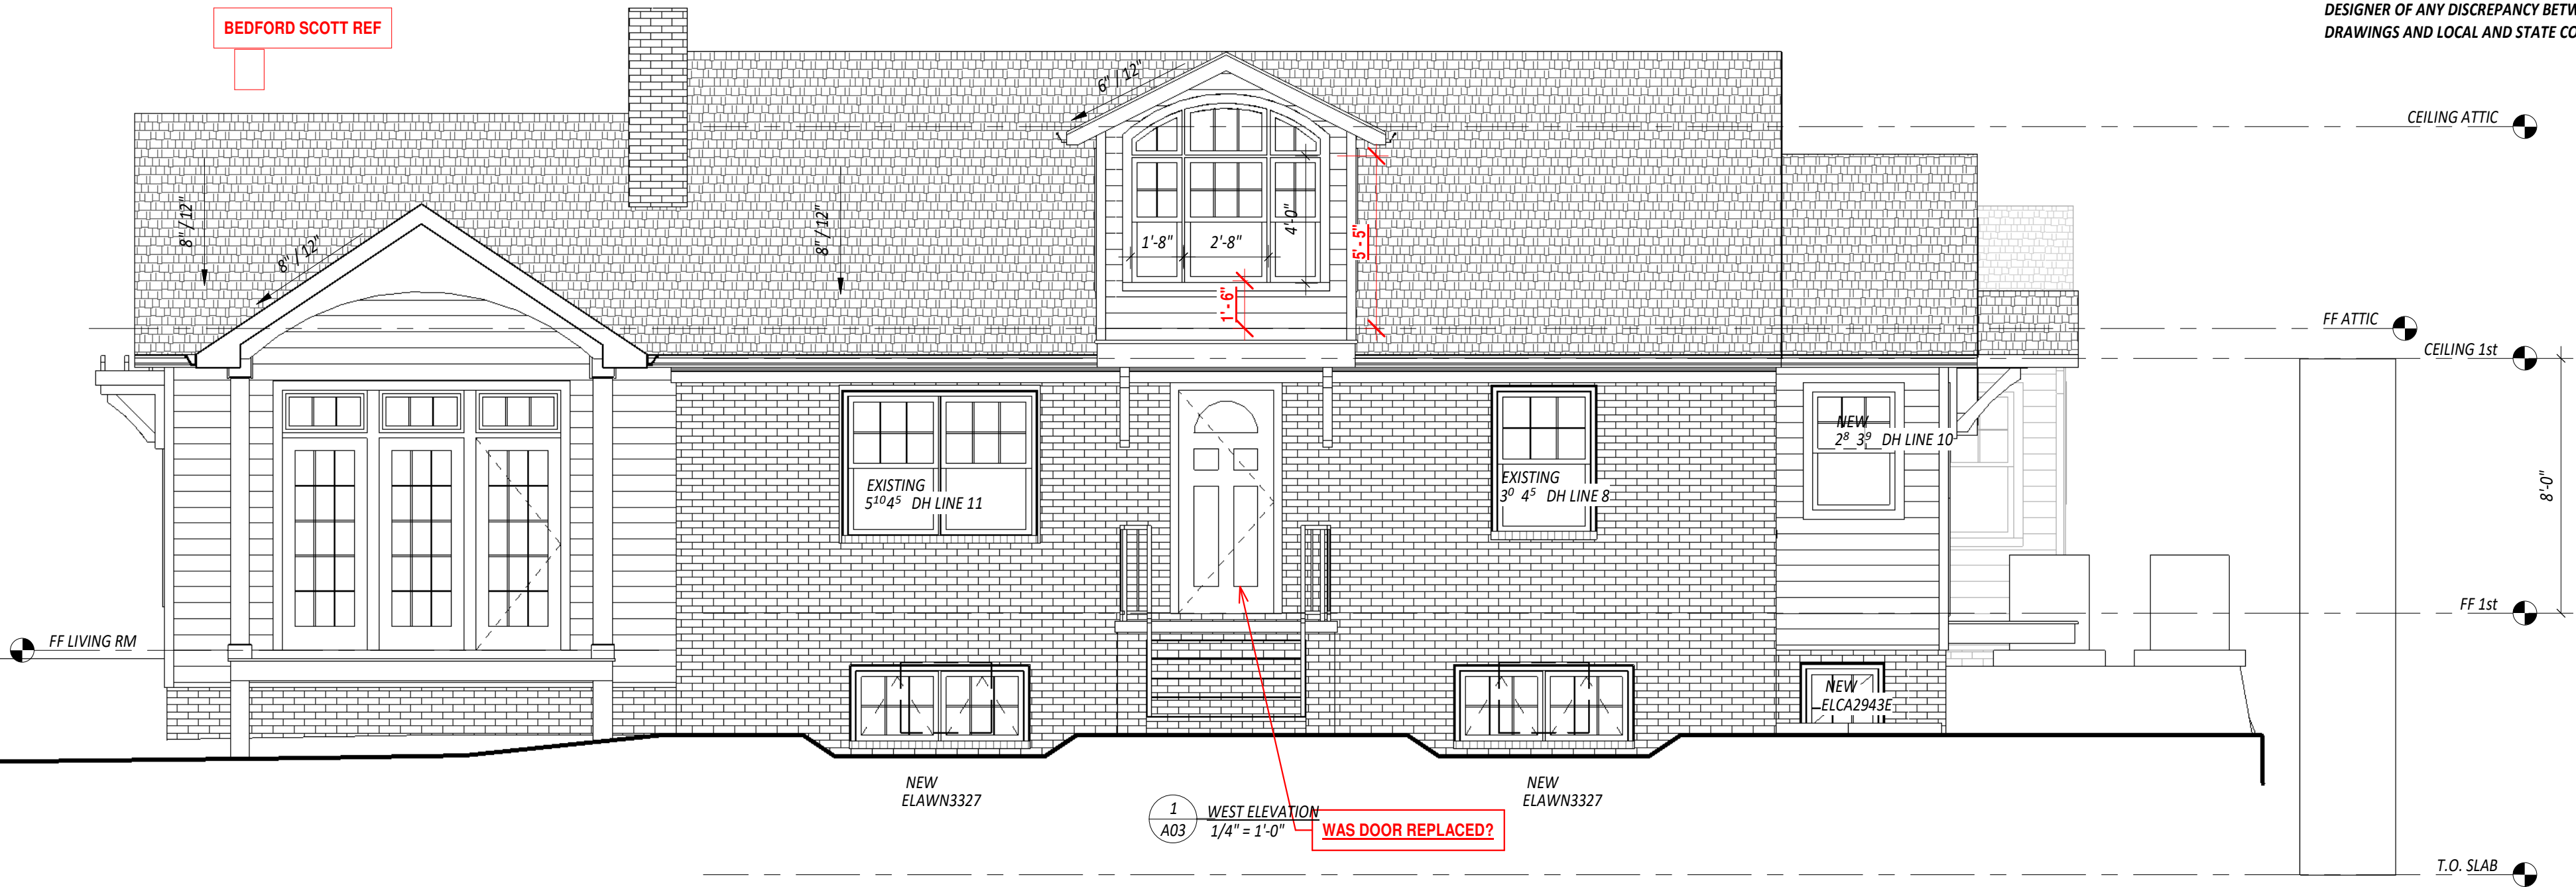 BEDFORD SCOTT REF
DESIGNER OF ANY DISCREPANCY BETW
DRAWINGS AND LOCAL AND STATE CO
6" / 12"
CEILING ATTIC
8" / 12"
8" / 12"
8" / 12"
1'-8"
2'-8"
4'-0"
5' - 5"
1' - 6"
FF ATTIC
CEILING 1st
NEW
2⁸ 3⁹ DH LINE 10
EXISTING
5¹⁰4⁵ DH LINE 11
EXISTING
3⁰ 4⁵ DH LINE 8
8'-0"
FF 1st
FF LIVING RM
NEW
ELCA2943E
NEW
ELAWN3327
NEW
ELAWN3327
1
A03
WEST ELEVATION
1/4" = 1'-0"
WAS DOOR REPLACED?
T.O. SLAB